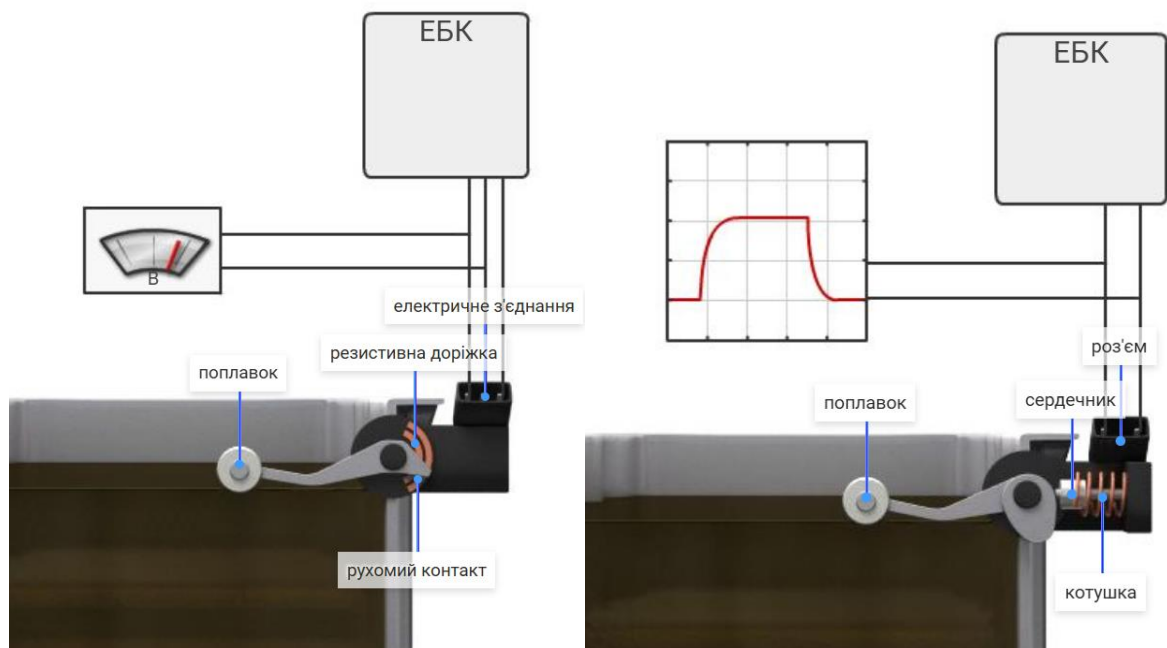 ЕБК
В
електричне з'єднання
резистивна доріжка
поплавок
рухомий контакт
ЕБК
роз'єм
сердечник
поплавок
котушка